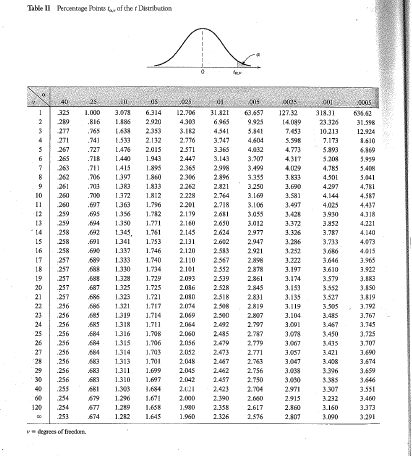 Table II Percentage Points tα,ν of the t Distribution
α
0 tα,ν
ν α .40 .25 .10 .05 .025 .01 .005 .0025 .001 .0005
1 .325 1.000 3.078 6.314 12.706 31.821 63.657 127.32 318.31 636.62
2 .289 .816 1.886 2.920 4.303 6.965 9.925 14.089 23.326 31.598
3 .277 .765 1.638 2.353 3.182 4.541 5.841 7.453 10.213 12.924
4 .271 .741 1.533 2.132 2.776 3.747 4.604 5.598 7.173 8.610
5 .267 .727 1.476 2.015 2.571 3.365 4.032 4.773 5.893 6.869
6 .265 .718 1.440 1.943 2.447 3.143 3.707 4.317 5.208 5.959
7 .263 .711 1.415 1.895 2.365 2.998 3.499 4.029 4.785 5.408
8 .262 .706 1.397 1.860 2.306 2.896 3.355 3.833 4.501 5.041
9 .261 .703 1.383 1.833 2.262 2.821 3.250 3.690 4.297 4.781
10 .260 .700 1.372 1.812 2.228 2.764 3.169 3.581 4.144 4.587
11 .260 .697 1.363 1.796 2.201 2.718 3.106 3.497 4.025 4.437
12 .259 .695 1.356 1.782 2.179 2.681 3.055 3.428 3.930 4.318
13 .259 .694 1.350 1.771 2.160 2.650 3.012 3.372 3.852 4.221
14 .258 .692 1.345 1.761 2.145 2.624 2.977 3.326 3.787 4.140
15 .258 .691 1.341 1.753 2.131 2.602 2.947 3.286 3.733 4.073
16 .258 .690 1.337 1.746 2.120 2.583 2.921 3.252 3.686 4.015
17 .257 .689 1.333 1.740 2.110 2.567 2.898 3.222 3.646 3.965
18 .257 .688 1.330 1.734 2.101 2.552 2.878 3.197 3.610 3.922
19 .257 .688 1.328 1.729 2.093 2.539 2.861 3.174 3.579 3.883
20 .257 .687 1.325 1.725 2.086 2.528 2.845 3.153 3.552 3.850
21 .257 .686 1.323 1.721 2.080 2.518 2.831 3.135 3.527 3.819
22 .256 .686 1.321 1.717 2.074 2.508 2.819 3.119 3.505 3.792
23 .256 .685 1.319 1.714 2.069 2.500 2.807 3.104 3.485 3.767
24 .256 .685 1.318 1.711 2.064 2.492 2.797 3.091 3.467 3.745
25 .256 .684 1.316 1.708 2.060 2.485 2.787 3.078 3.450 3.725
26 .256 .684 1.315 1.706 2.056 2.479 2.779 3.067 3.435 3.707
27 .256 .684 1.314 1.703 2.052 2.473 2.771 3.057 3.421 3.690
28 .256 .683 1.313 1.701 2.048 2.467 2.763 3.047 3.408 3.674
29 .256 .683 1.311 1.699 2.045 2.462 2.756 3.038 3.396 3.659
30 .256 .683 1.310 1.697 2.042 2.457 2.750 3.030 3.385 3.646
40 .255 .681 1.303 1.684 2.021 2.423 2.704 2.971 3.307 3.551
60 .254 .679 1.296 1.671 2.000 2.390 2.660 2.915 3.232 3.460
120 .254 .677 1.289 1.658 1.980 2.358 2.617 2.860 3.160 3.373
∞ .253 .674 1.282 1.645 1.960 2.326 2.576 2.807 3.090 3.291
ν = degrees of freedom.